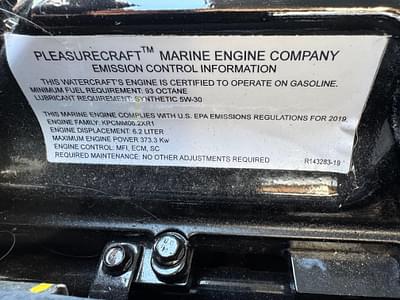 PLEASURECRAFT™ MARINE ENGINE COMPANY
EMISSION CONTROL INFORMATION
THIS WATERCRAFT'S ENGINE IS CERTIFIED TO OPERATE ON GASOLINE.
MINIMUM FUEL REQUIREMENT: 93 OCTANE
LUBRICANT REQUIREMENT: SYNTHETIC 5W-30
THIS MARINE ENGINE COMPLIES WITH U.S. EPA EMISSIONS REGULATIONS FOR 2019
ENGINE FAMILY: KPCMM06.2XR1
ENGINE DISPLACEMENT: 6.2 LITER
MAXIMUM ENGINE POWER 373.3 Kw
ENGINE CONTROL: MFI, ECM, SC
REQUIRED MAINTENANCE: NO OTHER ADJUSTMENTS REQUIRED R143283-19